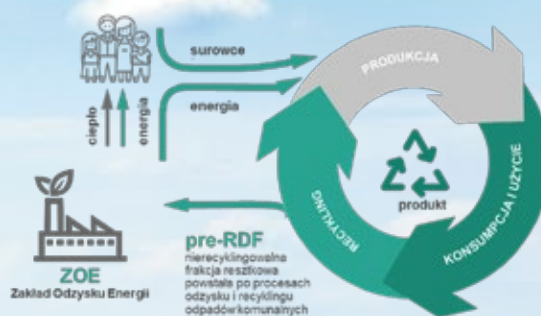 surowce
energia
ciepło
energia
PRODUKCJA
KONSUMPCJA I UŻYCIE
RECYKLING
produkt
pre-RDF
nierecyklingowalna
frakcja resztkowa
powstała po procesach
odzysku i recyklingu
odpadów komunalnych
ZOE
Zakład Odzysku Energii